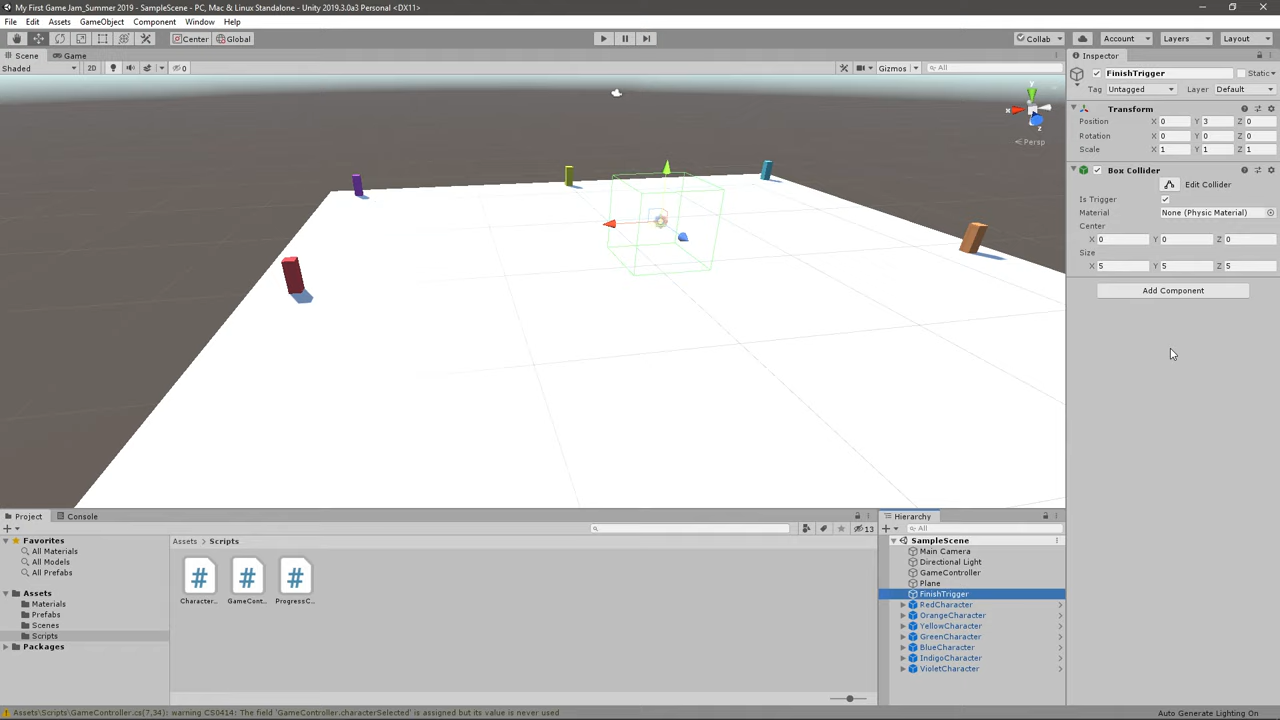 My First Game Jam_Summer 2019 - SampleScene - PC, Mac & Linux Standalone - Unity 2019.3.0a3 Personal <DX11>
File Edit Assets GameObject Component Window Help
Center Global Collab Account Layers Layout
Scene Game
Shaded 2D 0 Gizmos All
y
x
z
Persp
Inspector
FinishTrigger Static
Tag Untagged Layer Default
Transform
Position X 0 Y 3 Z 0
Rotation X 0 Y 0 Z 0
Scale X 1 Y 1 Z 1
Box Collider
Edit Collider
Is Trigger
Material None (Physic Material)
Center
X 0 Y 0 Z 0
Size
X 5 Y 5 Z 5
Add Component
Project Console
13
Favorites
All Materials
All Models
All Prefabs
Assets
Materials
Prefabs
Scenes
Scripts
Packages
Assets Scripts
# # #
Character... GameCont... ProgressC...
Hierarchy
All
SampleScene
Main Camera
Directional Light
GameController
Plane
FinishTrigger
RedCharacter
OrangeCharacter
YellowCharacter
GreenCharacter
BlueCharacter
IndigoCharacter
VioletCharacter
Assets\Scripts\GameController.cs(7,34): warning CS0414: The field 'GameController.characterSelected' is assigned but its value is never used
Auto Generate Lighting On